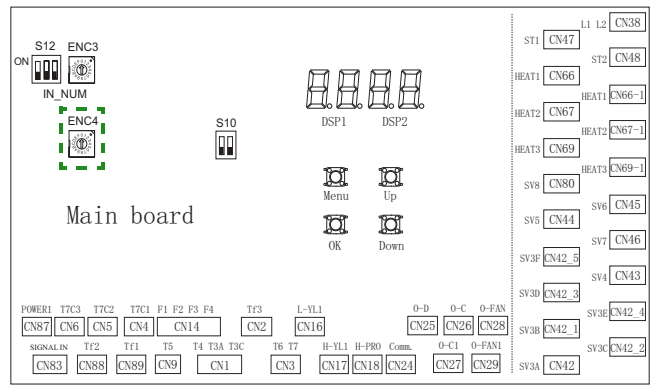 S12 ENC3
ON
IN_NUM
ENC4
S10
DSP1 DSP2
Menu Up
OK Down
Main board
POWER1 T7C3 T7C2 T7C1 F1 F2 F3 F4 Tf3 L-YL1 O-D O-C O-FAN
CN87 CN6 CN5 CN4 CN14 CN2 CN16 CN25 CN26 CN28
SIGNAL IN Tf2 Tf1 T5 T4 T3A T3C T6 T7 H-YL1 H-PRO Comm. O-C1 O-FAN1
CN83 CN88 CN89 CN9 CN1 CN3 CN17 CN18 CN24 CN27 CN29
L1 L2 CN38
ST1 CN47
ST2 CN48
HEAT1 CN66
HEAT1 CN66-1
HEAT2 CN67
HEAT2 CN67-1
HEAT3 CN69
HEAT3 CN69-1
SV8 CN80
SV6 CN45
SV5 CN44
SV7 CN46
SV3F CN42_5
SV4 CN43
SV3D CN42_3
SV3E CN42_4
SV3B CN42_1
SV3C CN42_2
SV3A CN42